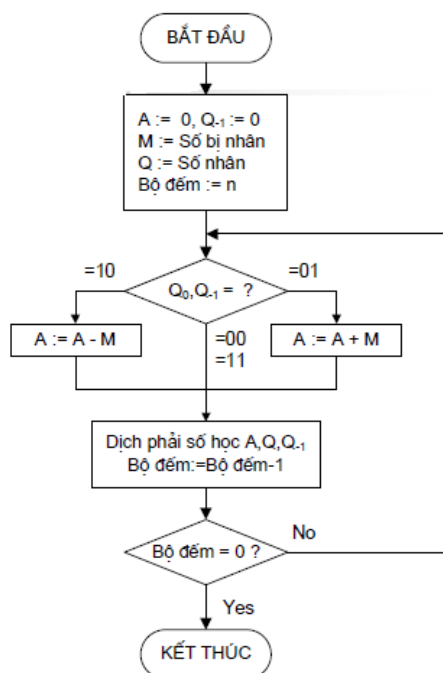 BẮT ĐẦU
A := 0, Q-1 := 0
M := Số bị nhân
Q := Số nhân
Bộ đếm := n
=10
=01
Q0,Q-1 = ?
A := A - M
=00
=11
A := A + M
Dịch phải số học A,Q,Q-1
Bộ đếm:=Bộ đếm-1
Bộ đếm = 0 ?
No
Yes
KẾT THÚC